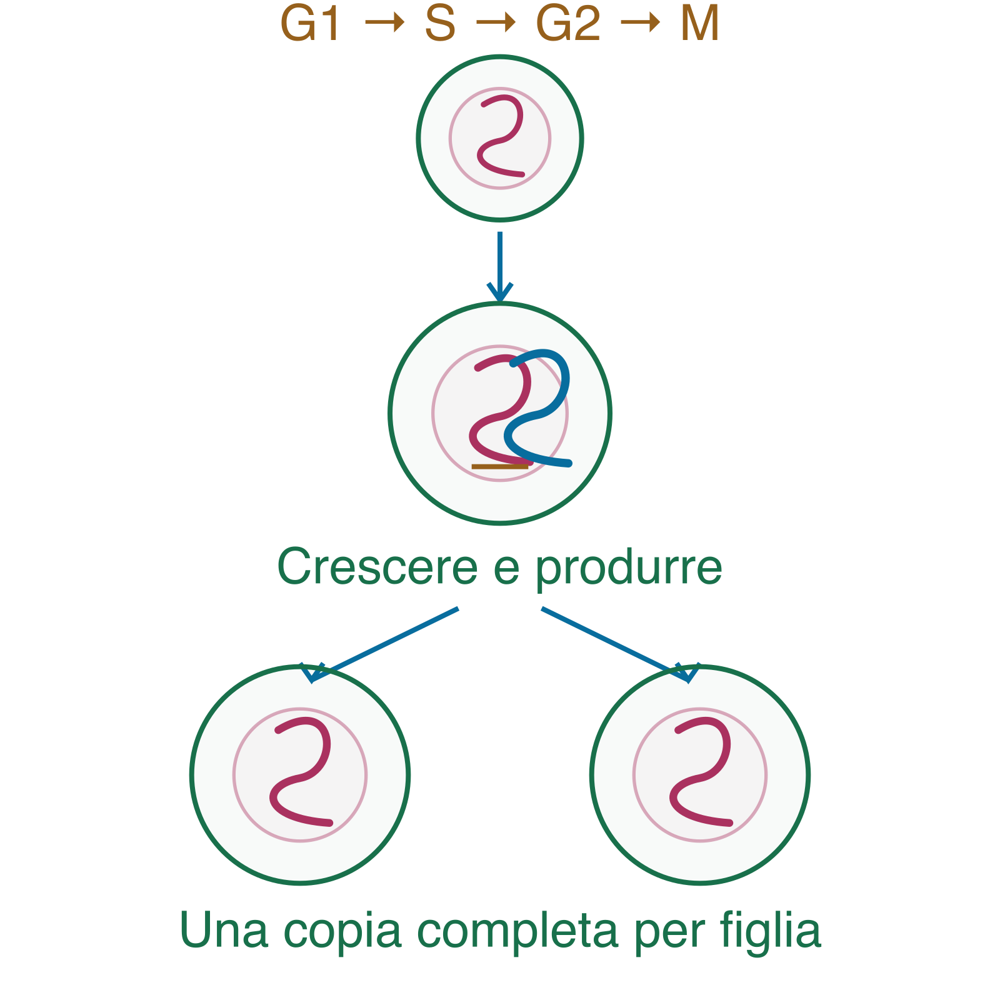 G1 → S → G2 → M
Crescere e produrre
Una copia completa per figlia